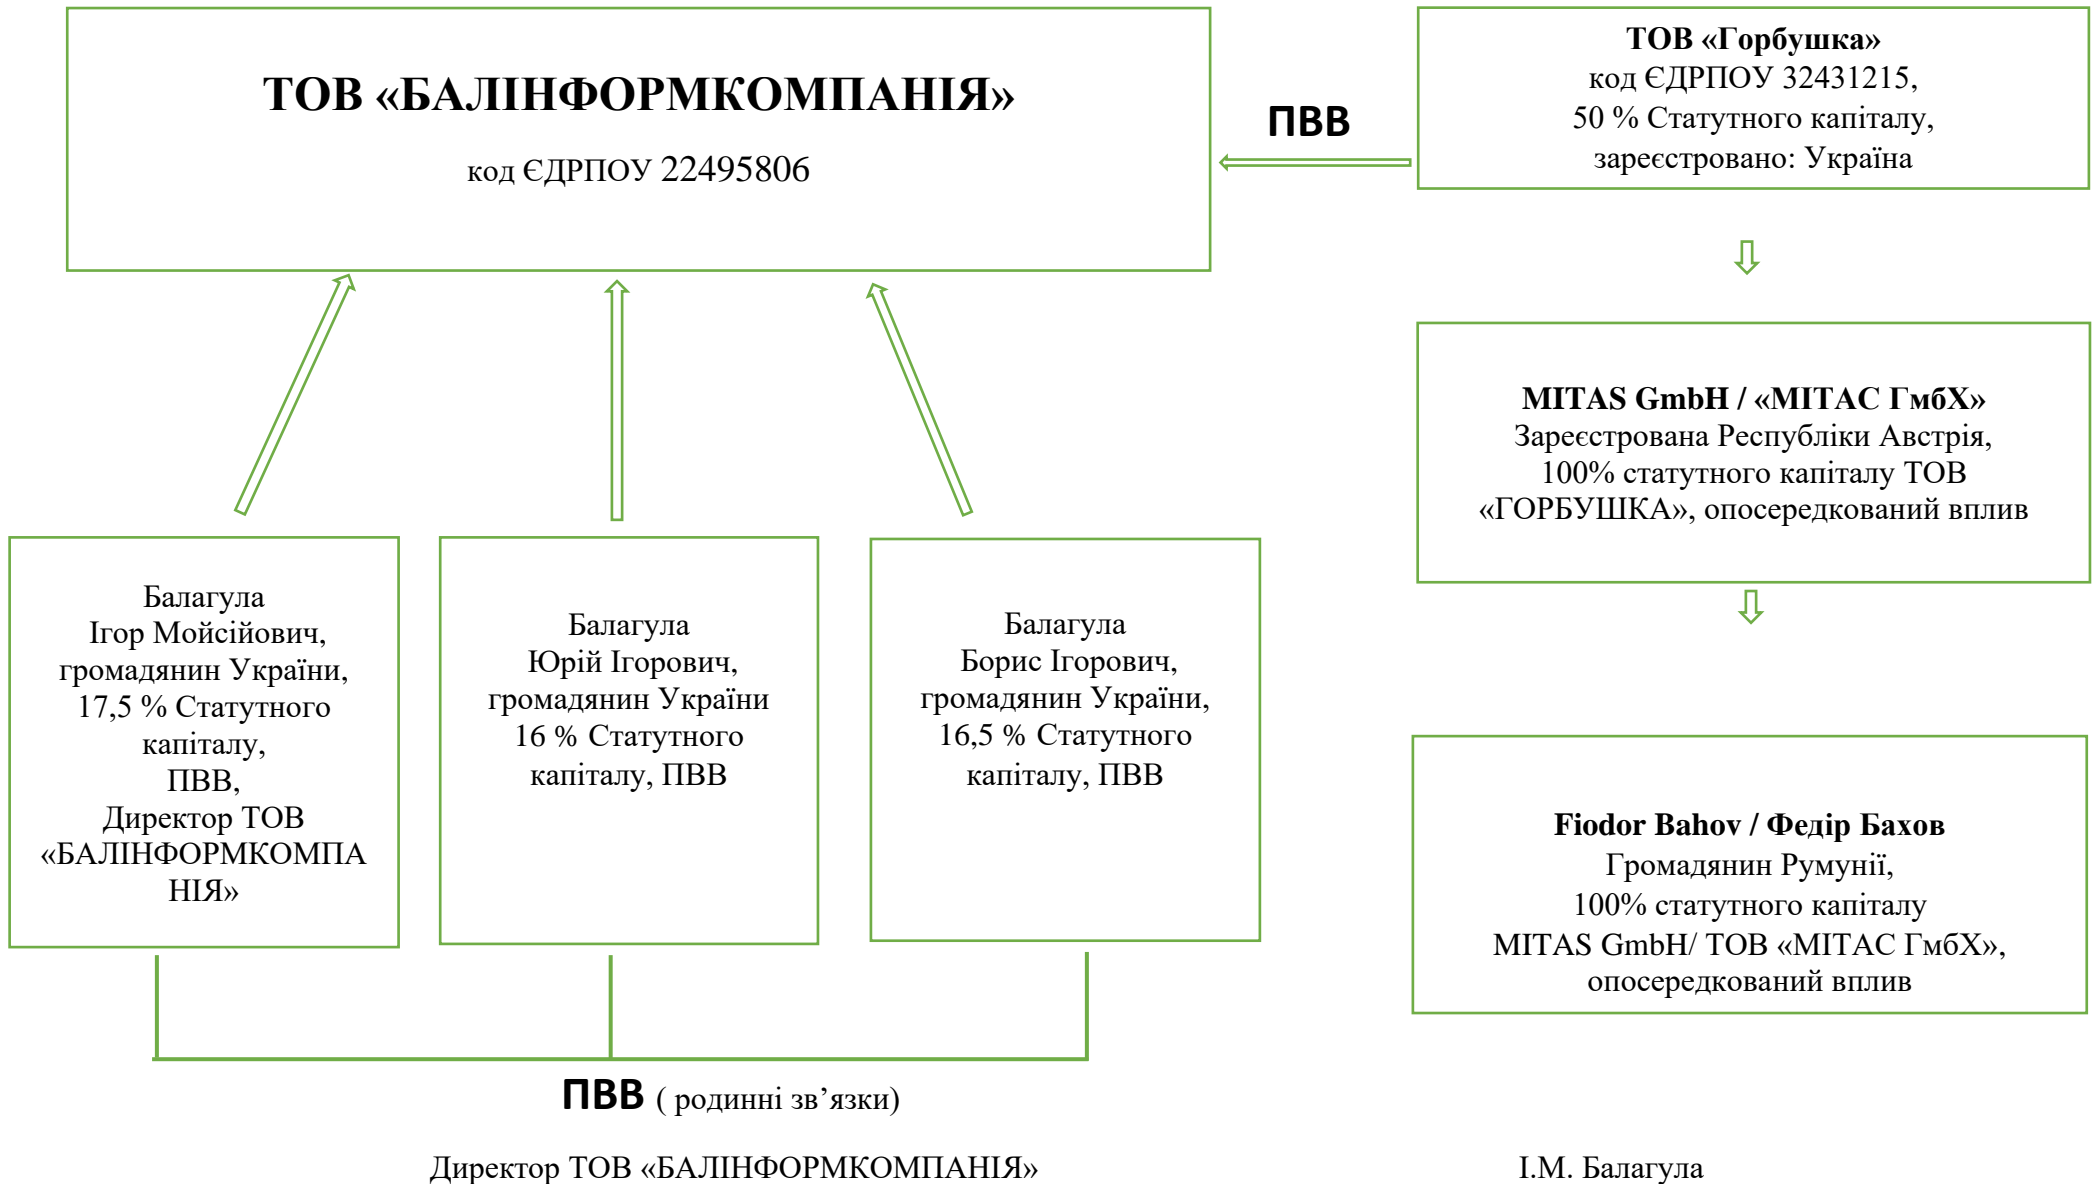 ТОВ «БАЛІНФОРМКОМПАНІЯ»
код ЄДРПОУ 22495806
ПВВ
ТОВ «Горбушка»
код ЄДРПОУ 32431215,
50 % Статутного капіталу,
зареєстровано: Україна
MITAS GmbH / «МІТАС ГмбХ»
Зареєстрована Республіки Австрія,
100% статутного капіталу ТОВ
«ГОРБУШКА», опосередкований вплив
Балагула
Ігор Мойсійович,
громадянин України,
17,5 % Статутного
капіталу,
ПВВ,
Директор ТОВ
«БАЛІНФОРМКОМПА
НІЯ»
Балагула
Юрій Ігорович,
громадянин України
16 % Статутного
капіталу, ПВВ
Балагула
Борис Ігорович,
громадянин України,
16,5 % Статутного
капіталу, ПВВ
Fiodor Bahov / Федір Бахов
Громадянин Румунії,
100% статутного капіталу
MITAS GmbH/ ТОВ «МІТАС ГмбХ»,
опосередкований вплив
ПВВ ( родинні зв’язки)
Директор ТОВ «БАЛІНФОРМКОМПАНІЯ» І.М. Балагула